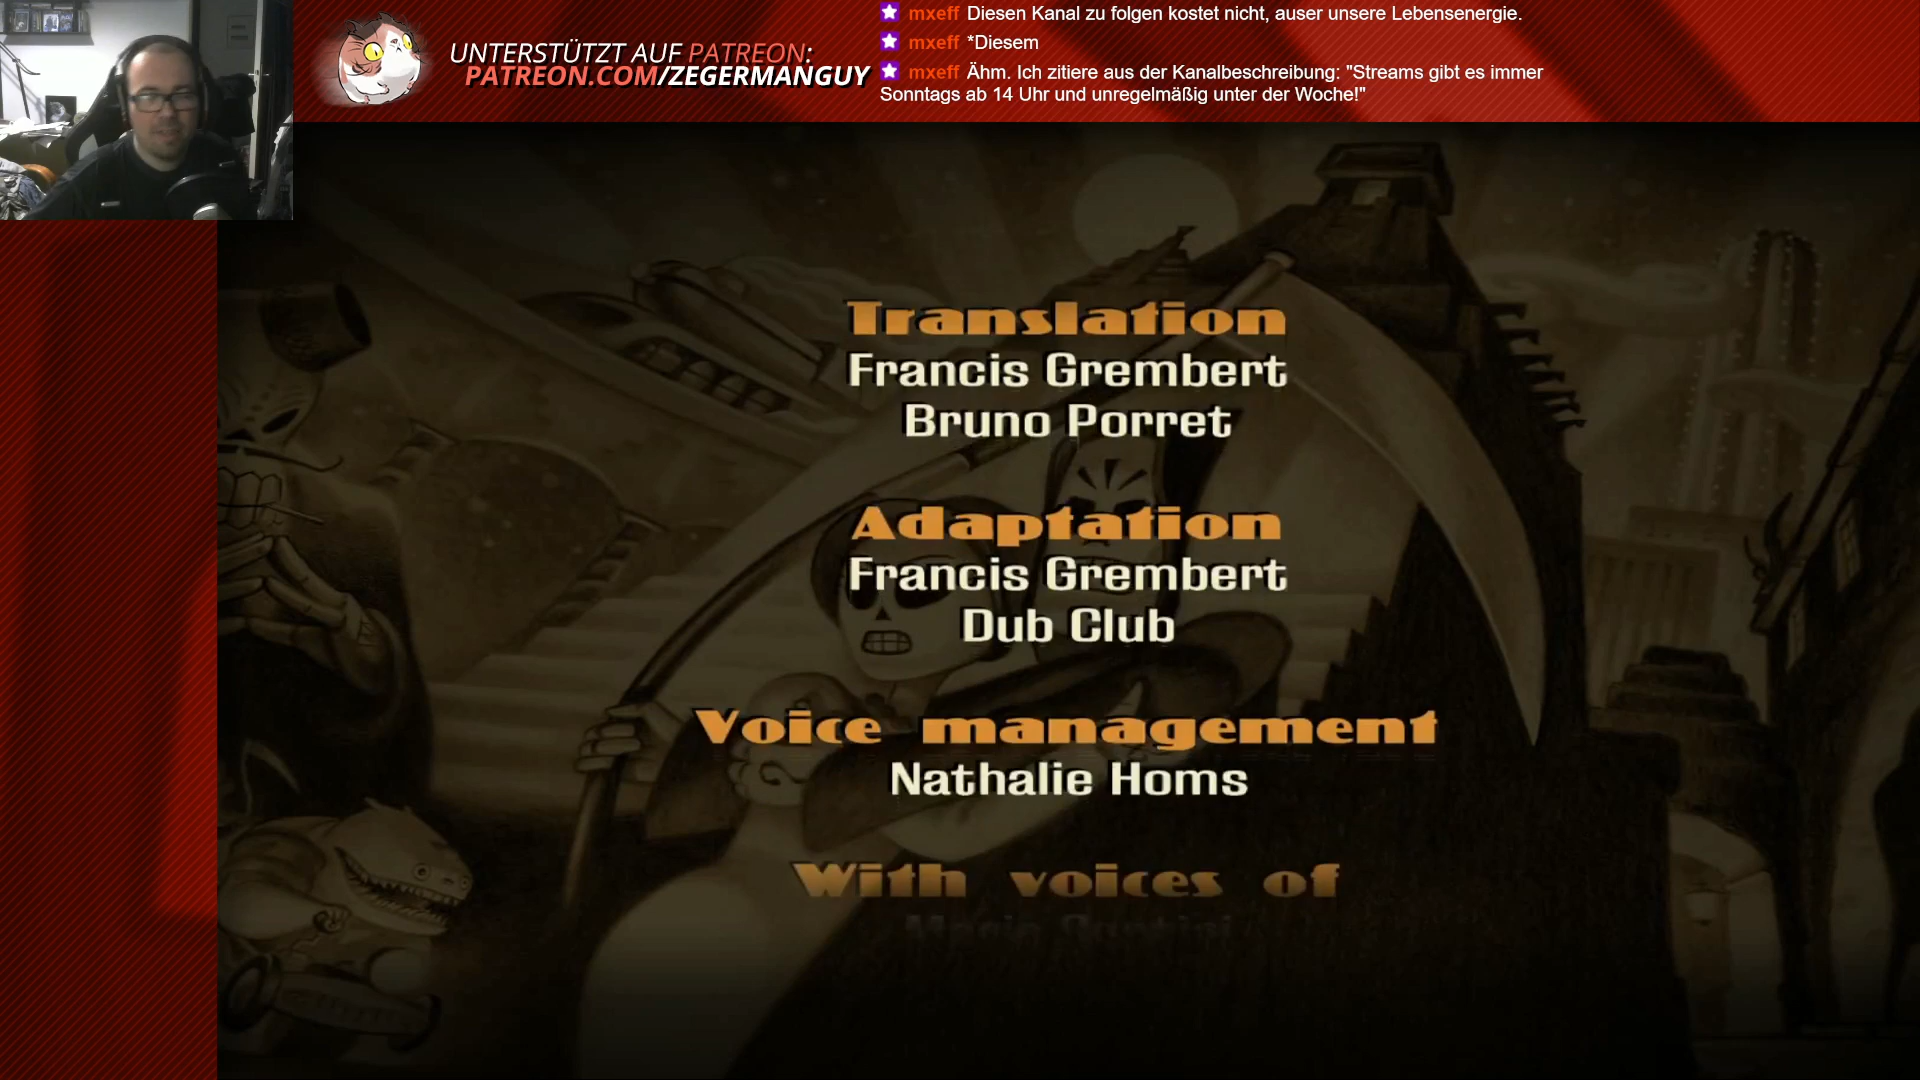 UNTERSTÜTZT AUF PATREON:
PATREON.COM/ZEGERMANGUY
mxeff Diesen Kanal zu folgen kostet nicht, auser unsere Lebensenergie.
mxeff *Diesem
mxeff Ähm. Ich zitiere aus der Kanalbeschreibung: "Streams gibt es immer
Sonntags ab 14 Uhr und unregelmäßig unter der Woche!"
Translation
Francis Grembert
Bruno Porret
Adaptation
Francis Grembert
Dub Club
Voice management
Nathalie Homs
With voices of